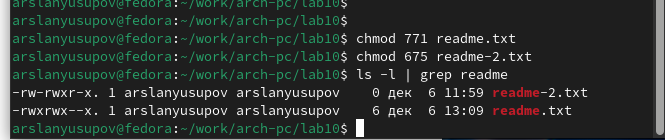 arslanyusupov@fedora:~/work/arch-pc/lab10$
arslanyusupov@fedora:~/work/arch-pc/lab10$
arslanyusupov@fedora:~/work/arch-pc/lab10$ chmod 771 readme.txt
arslanyusupov@fedora:~/work/arch-pc/lab10$ chmod 675 readme-2.txt
arslanyusupov@fedora:~/work/arch-pc/lab10$ ls -l | grep readme
-rw-rwxr-x. 1 arslanyusupov arslanyusupov    0 дек  6 11:59 readme-2.txt
-rwxrwx--x. 1 arslanyusupov arslanyusupov    6 дек  6 13:09 readme.txt
arslanyusupov@fedora:~/work/arch-pc/lab10$